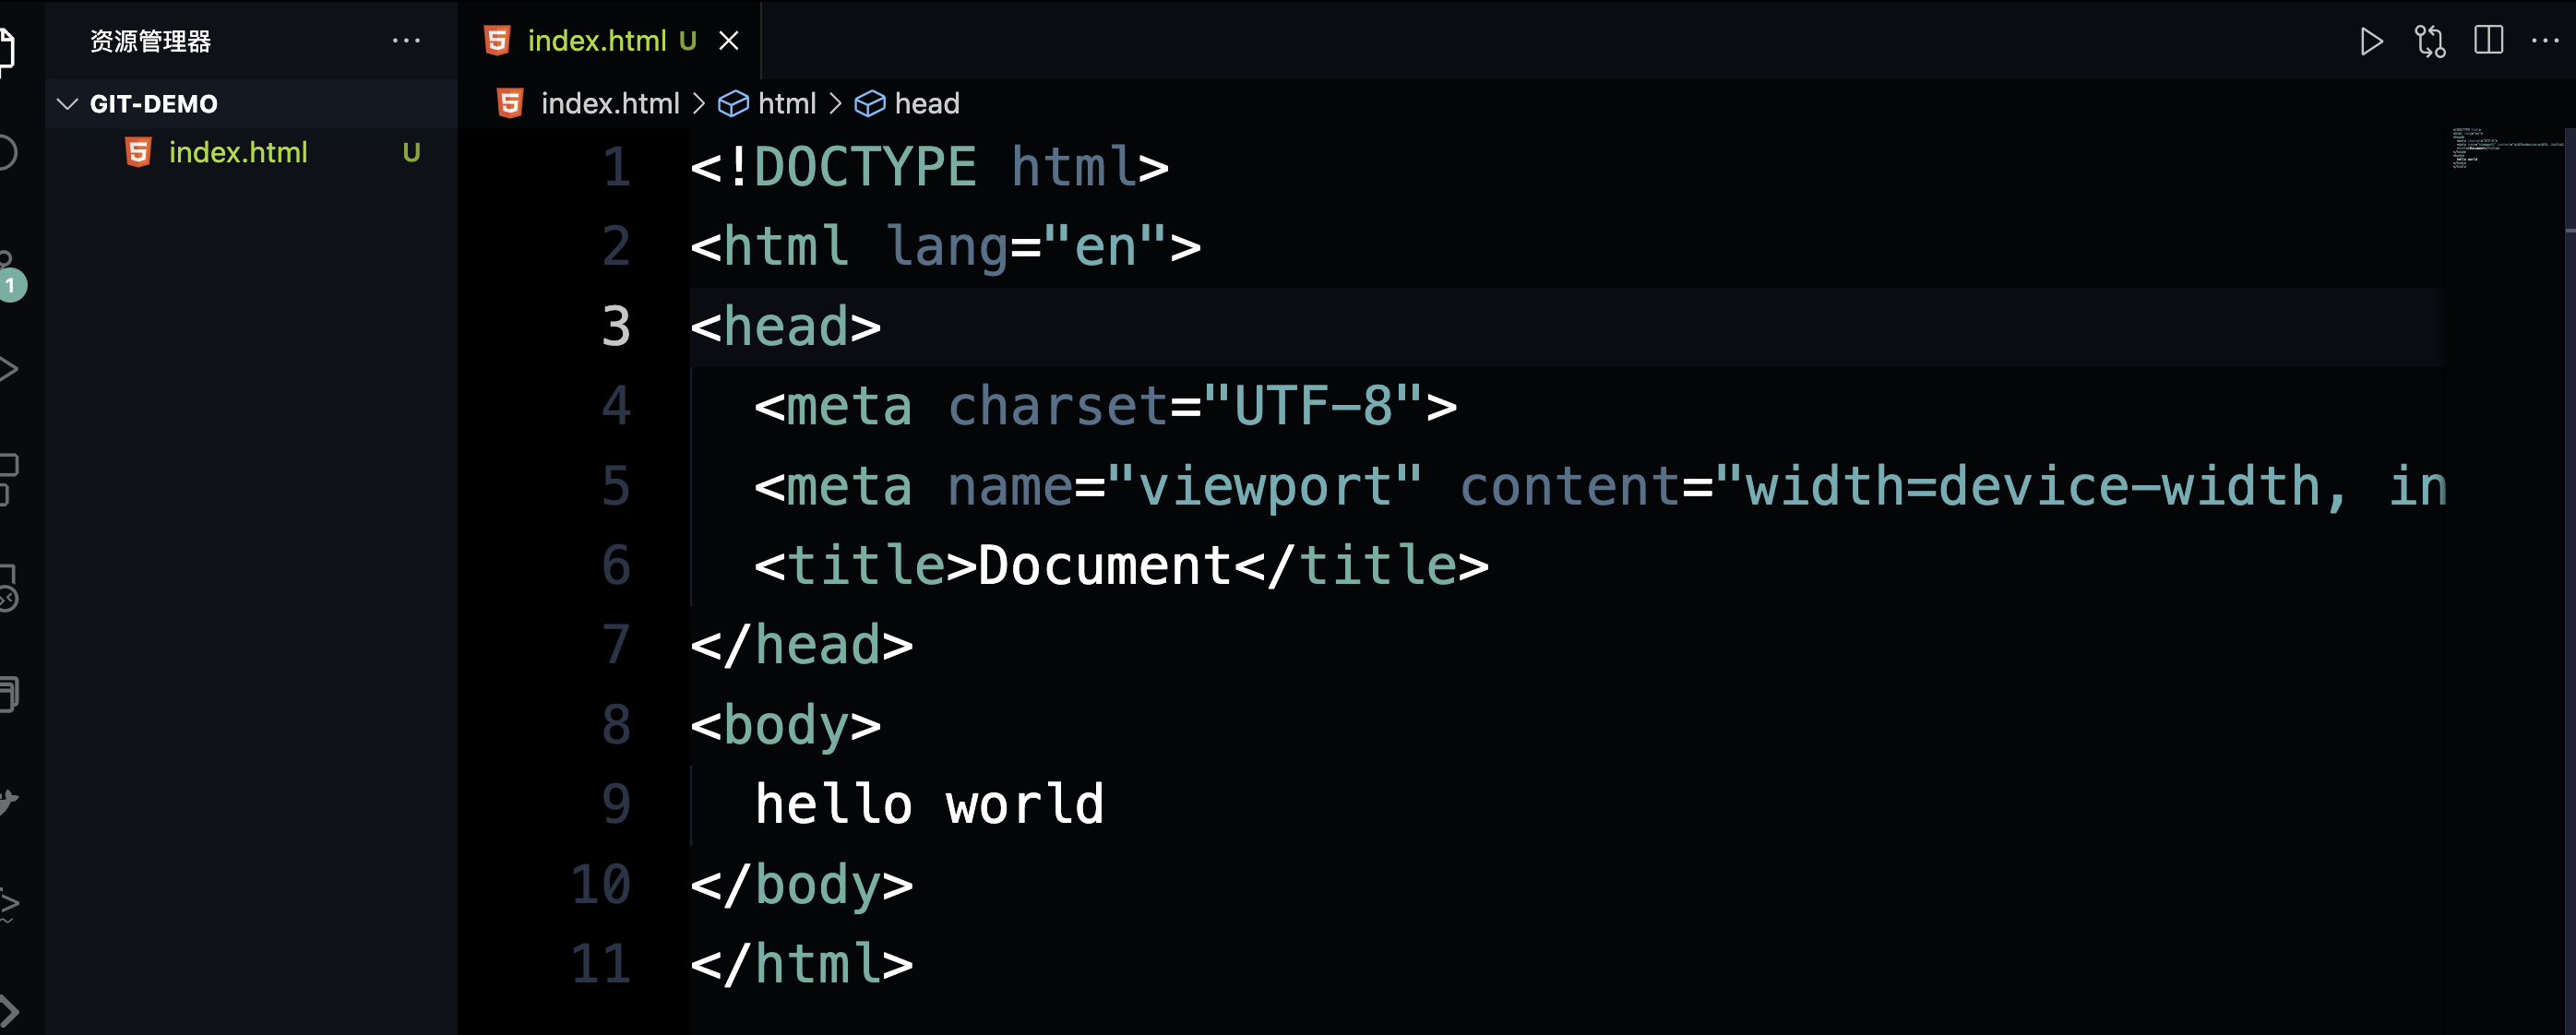 资源管理器
GIT-DEMO
index.html U
index.html U
index.html > html > head
1 <!DOCTYPE html>
2 <html lang="en">
3 <head>
4 <meta charset="UTF-8">
5 <meta name="viewport" content="width=device-width, in
6 <title>Document</title>
7 </head>
8 <body>
9 hello world
10 </body>
11 </html>
1